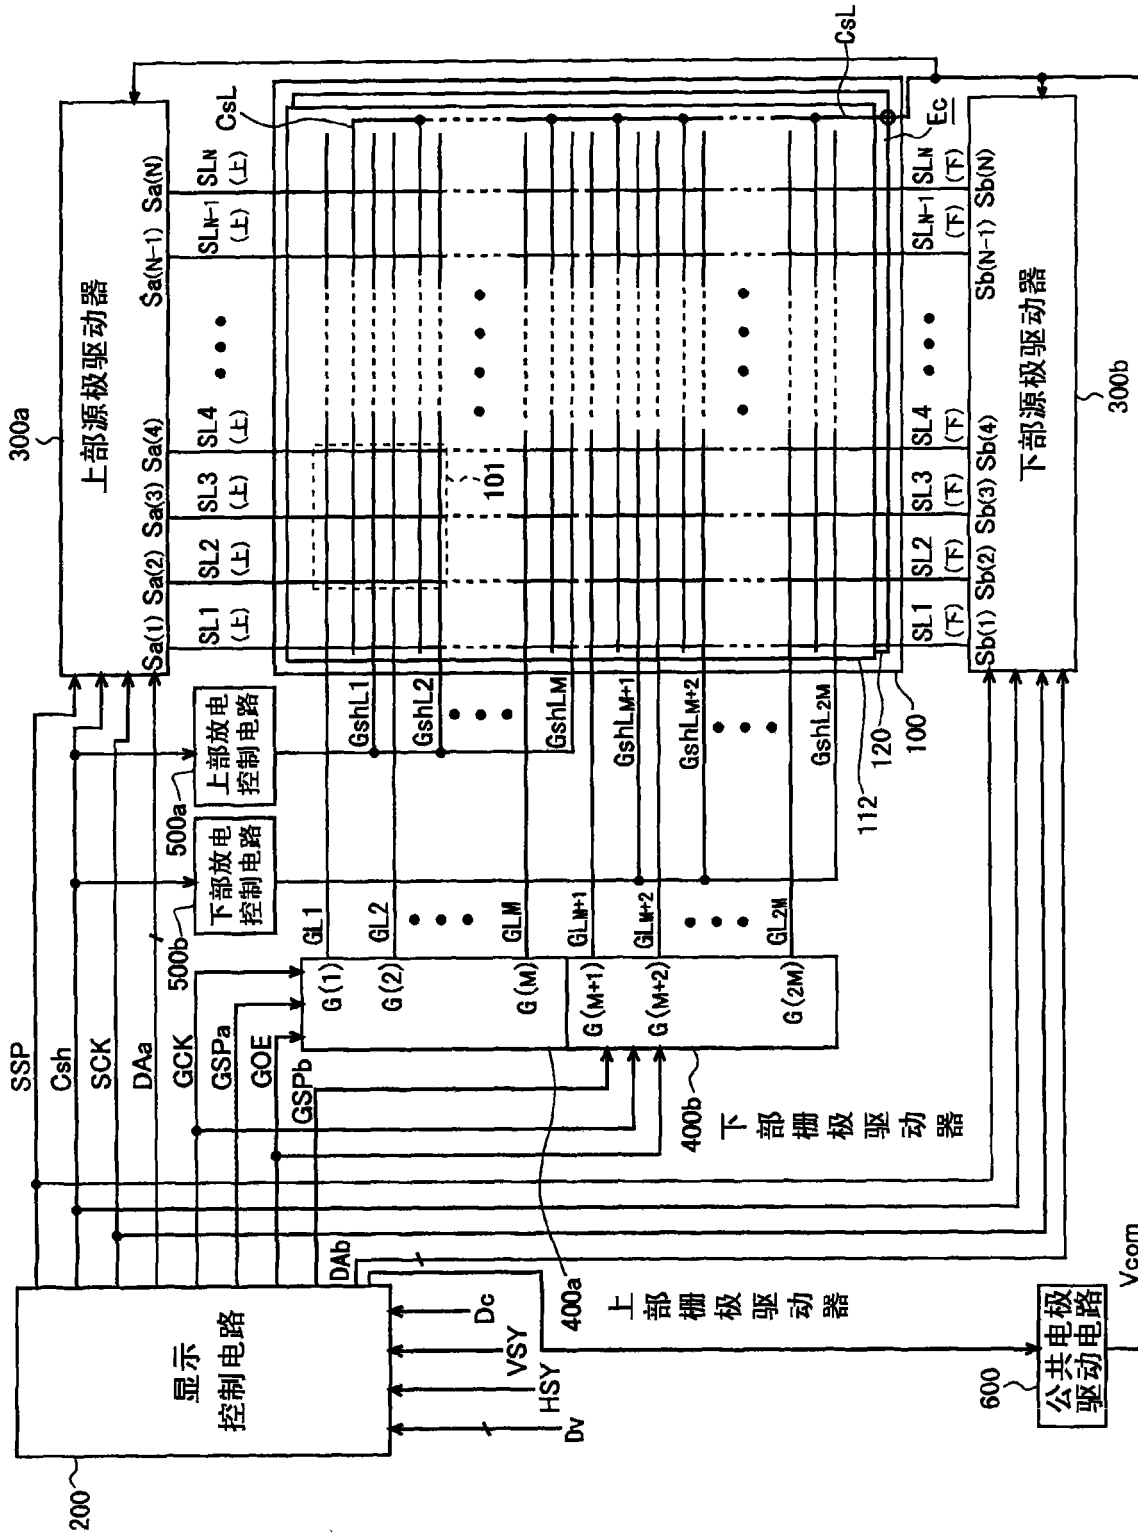 300a
上部源极驱动器
Sa(1)
Sa(2)
Sa(3)
Sa(4)
Sa(N-1)
Sa(N)
SL1
(上)
SL2
(上)
SL3
(上)
SL4
(上)
SLN-1
(上)
SLN
(上)
CsL
CsL
SSP
Csh
SCK
DAa
GCK
GSPa
GOE
GSPb
DAb
500a
上部放电
控制电路
500b
下部放电
控制电路
GshL1
GshL2
GshLM
GshLM+1
GshLM+2
GshL2M
101
Ec
112
120
100
GL1
GL2
GLM
GLM+1
GLM+2
GL2M
G(1)
G(2)
G(M)
G(M+1)
G(M+2)
G(2M)
400b
下部栅极驱动器
400a
上部栅极驱动器
SL1
(下)
SL2
(下)
SL3
(下)
SL4
(下)
SLN-1
(下)
SLN
(下)
Sb(1)
Sb(2)
Sb(3)
Sb(4)
Sb(N-1)
Sb(N)
下部源极驱动器
300b
200
显示
控制电路
Dc
VSY
HSY
Dv
600
公共电极
驱动电路
Vcom